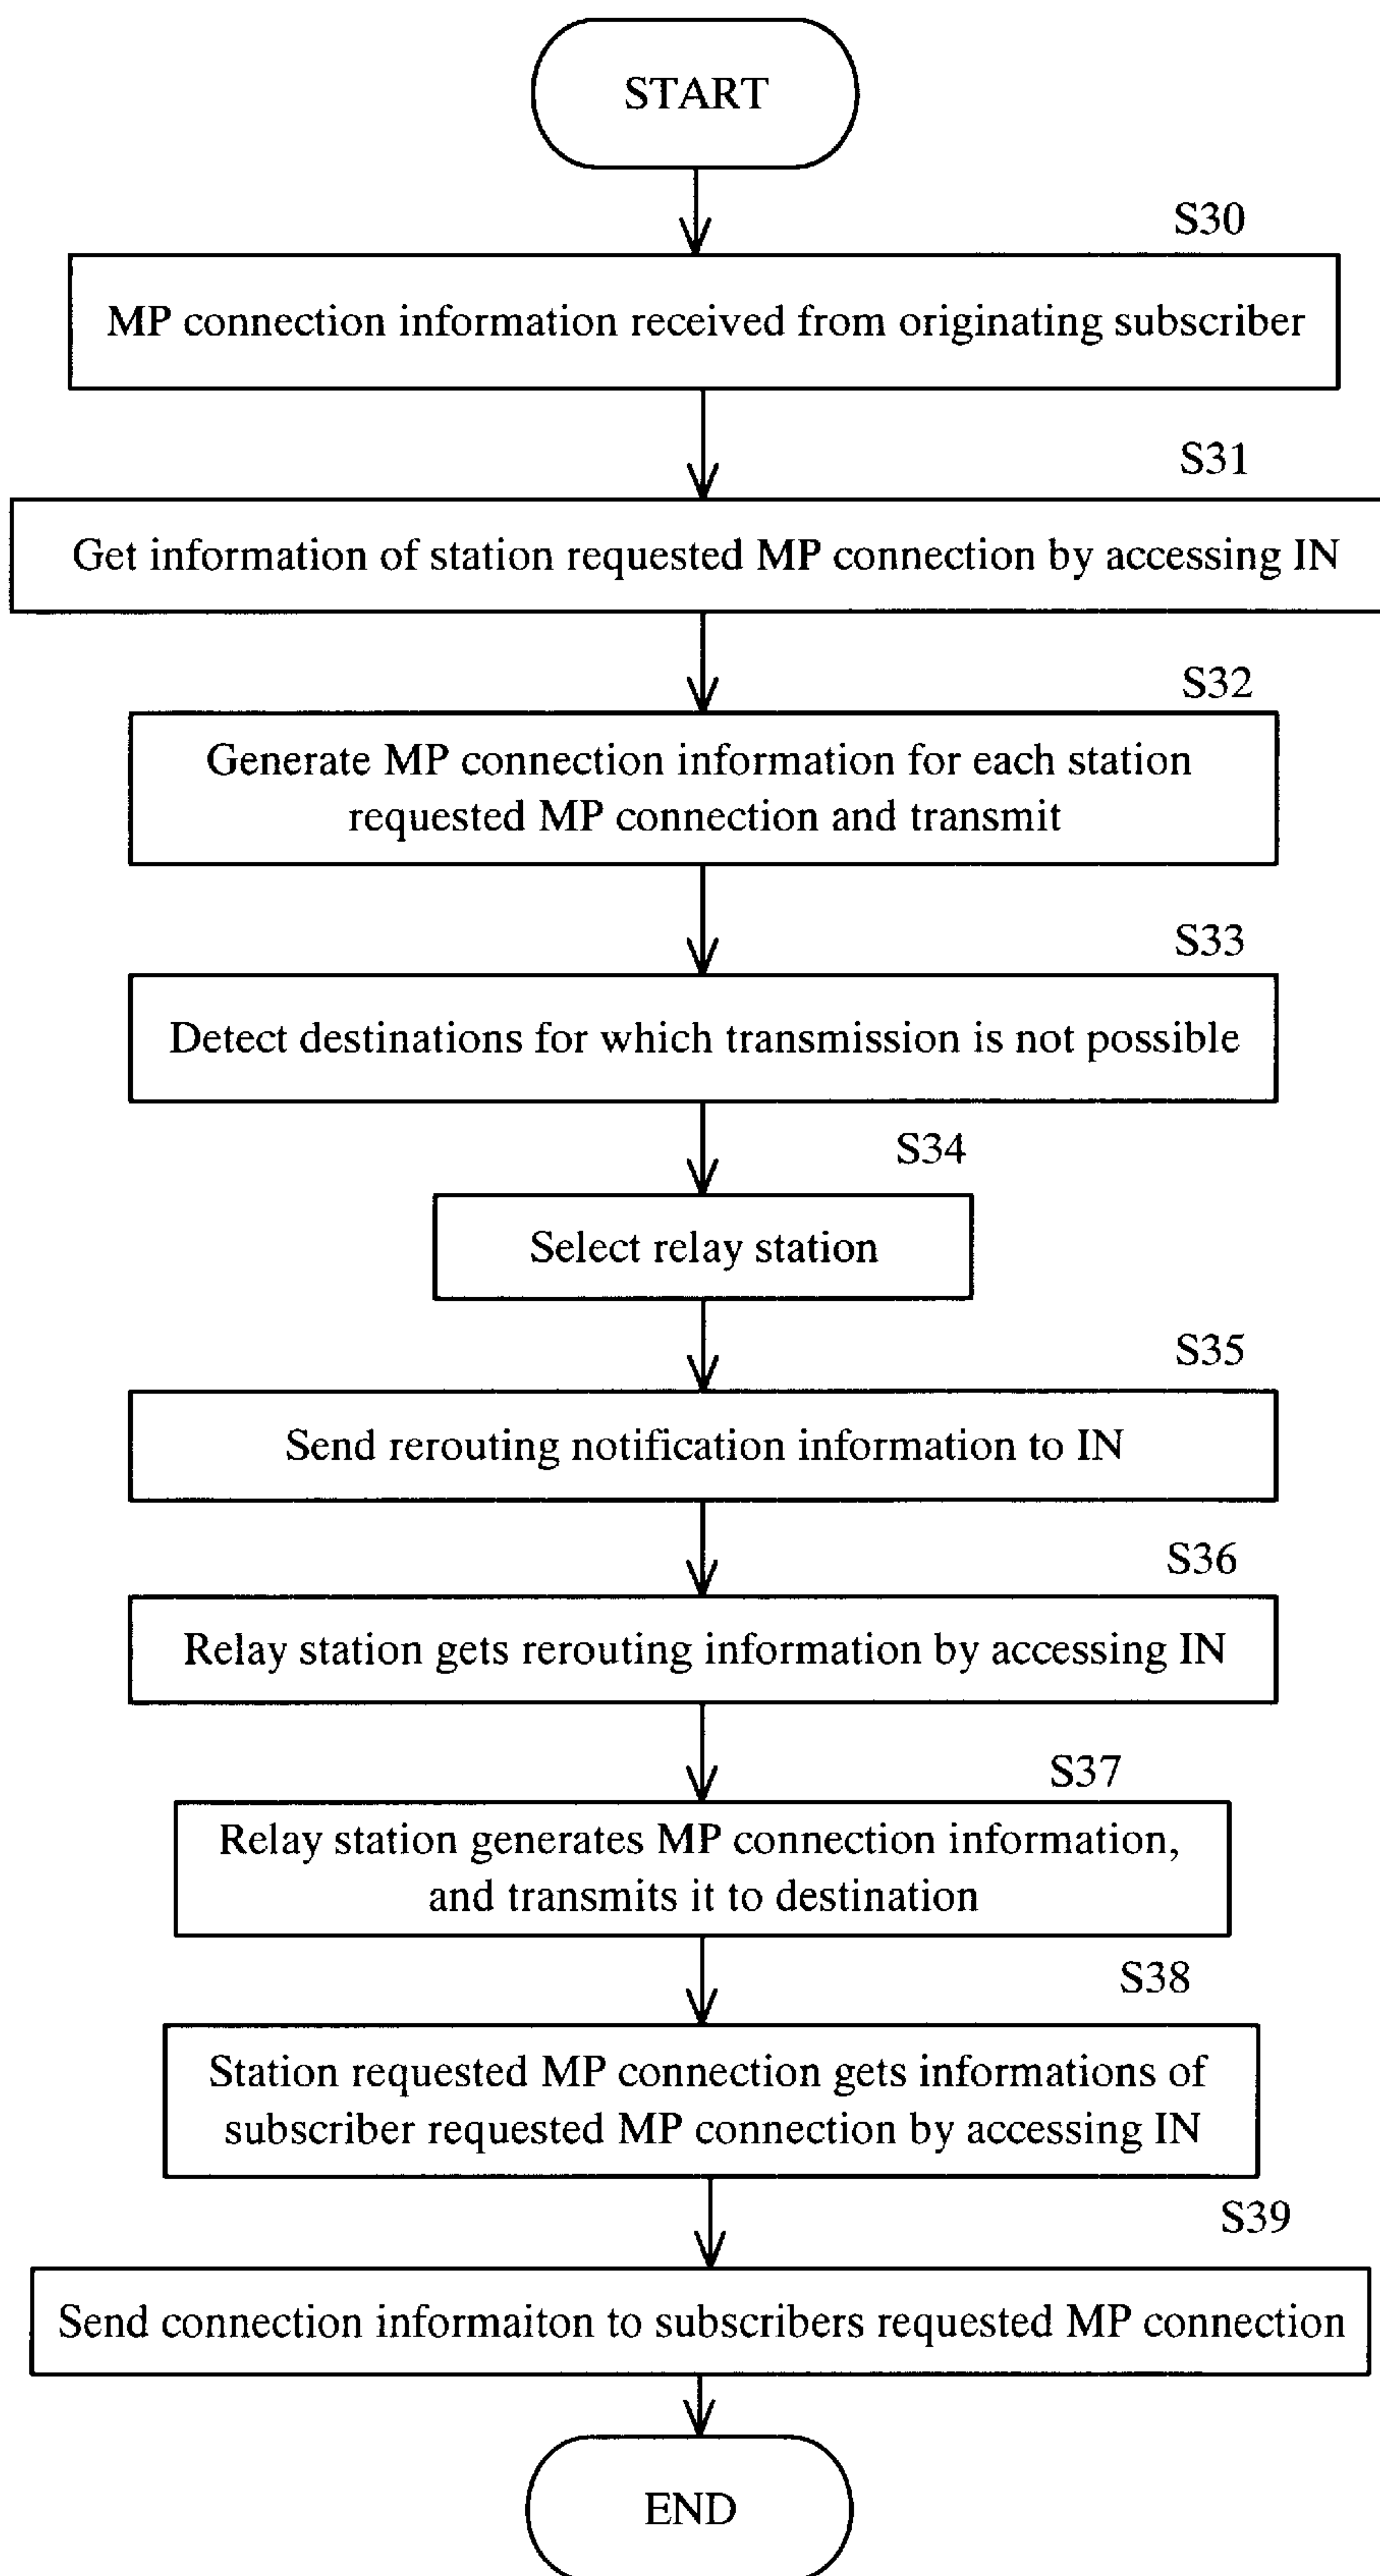 START
S30
MP connection information received from originating subscriber
S31
Get information of station requested MP connection by accessing IN
S32
Generate MP connection information for each station
requested MP connection and transmit
S33
Detect destinations for which transmission is not possible
S34
Select relay station
S35
Send rerouting notification information to IN
S36
Relay station gets rerouting information by accessing IN
S37
Relay station generates MP connection information,
and transmits it to destination
S38
Station requested MP connection gets informations of
subscriber requested MP connection by accessing IN
S39
Send connection informaiton to subscribers requested MP connection
END